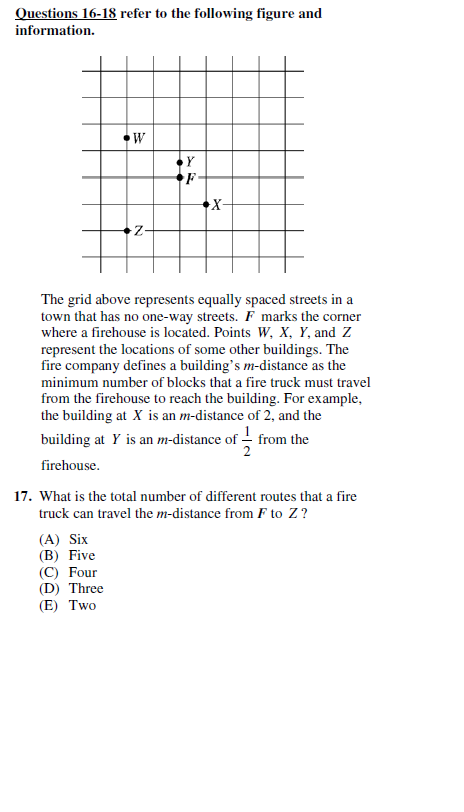 Questions 16-18 refer to the following figure and
information.
W
Y
F
X
Z
The grid above represents equally spaced streets in a
town that has no one-way streets. F marks the corner
where a firehouse is located. Points W, X, Y, and Z
represent the locations of some other buildings. The
fire company defines a building's m-distance as the
minimum number of blocks that a fire truck must travel
from the firehouse to reach the building. For example,
the building at X is an m-distance of 2, and the
building at Y is an m-distance of 1/2 from the
firehouse.
17. What is the total number of different routes that a fire
truck can travel the m-distance from F to Z ?
(A) Six
(B) Five
(C) Four
(D) Three
(E) Two